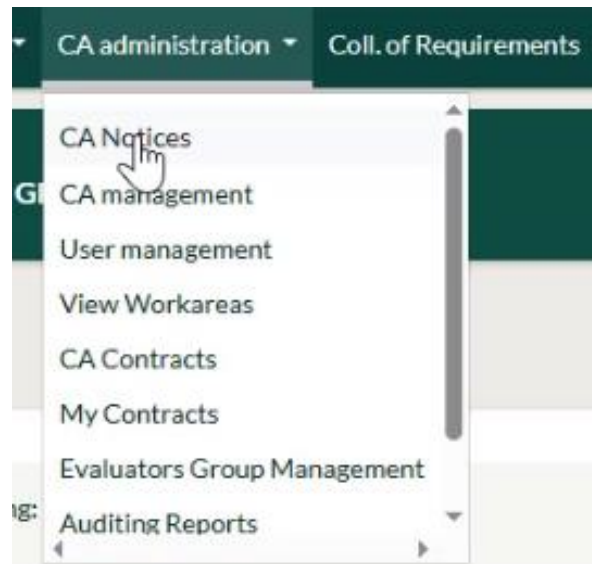 CA administration Coll. of Requirements
CA Notices
CA management
User management
View Workareas
CA Contracts
My Contracts
Evaluators Group Management
Auditing Reports